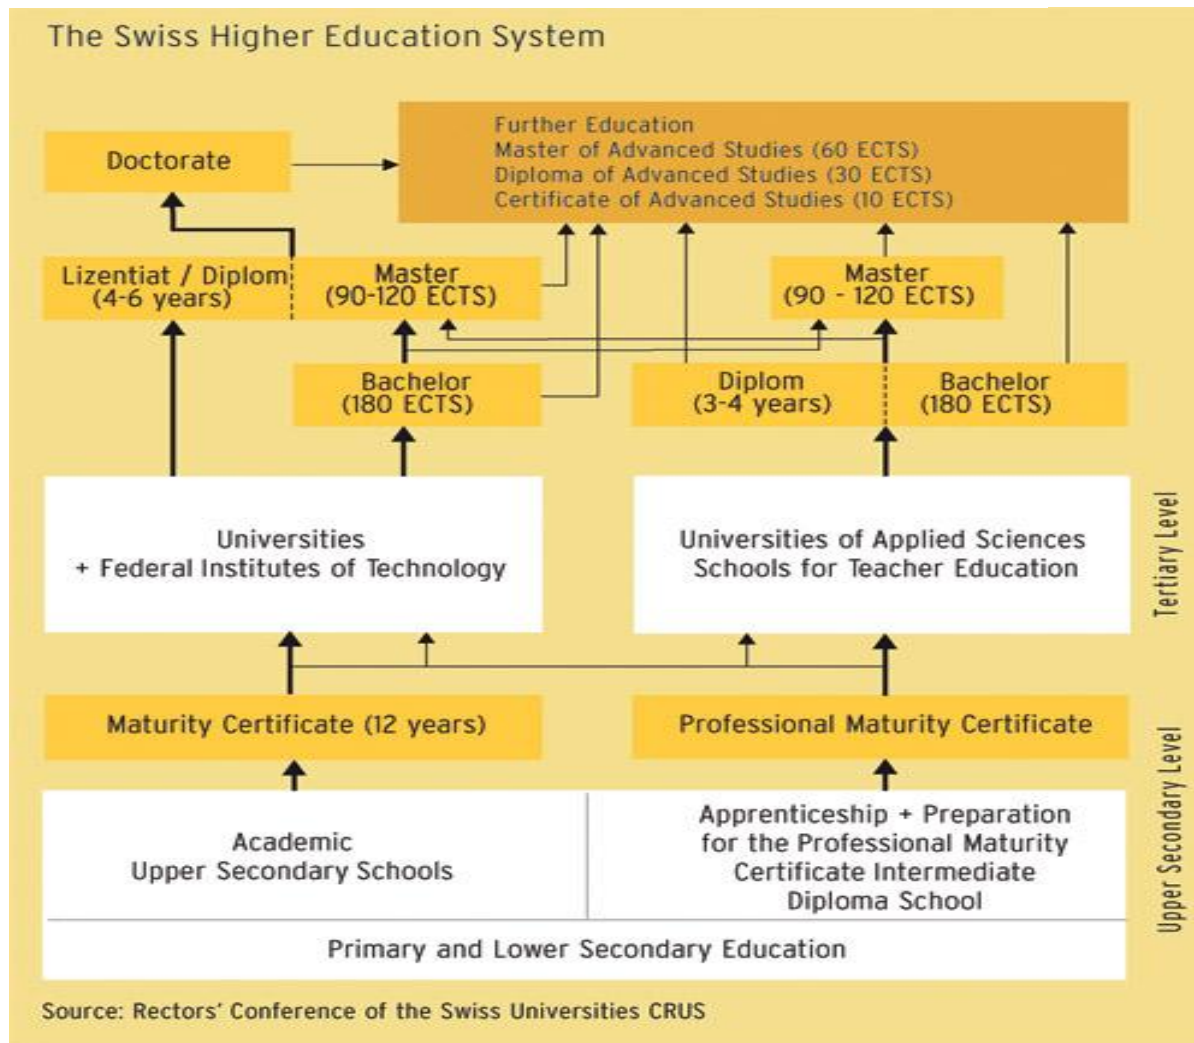 The Swiss Higher Education System
Further Education
Master of Advanced Studies (60 ECTS)
Diploma of Advanced Studies (30 ECTS)
Certificate of Advanced Studies (10 ECTS)
Doctorate
Lizentiat / Diplom
(4-6 years)
Master
(90-120 ECTS)
Master
(90 - 120 ECTS)
Bachelor
(180 ECTS)
Diplom
(3-4 years)
Bachelor
(180 ECTS)
Universities
+ Federal Institutes of Technology
Universities of Applied Sciences
Schools for Teacher Education
Tertiary Level
Maturity Certificate (12 years)
Professional Maturity Certificate
Academic
Upper Secondary Schools
Apprenticeship + Preparation
for the Professional Maturity
Certificate Intermediate
Diploma School
Upper Secondary Level
Primary and Lower Secondary Education
Source: Rectors' Conference of the Swiss Universities CRUS